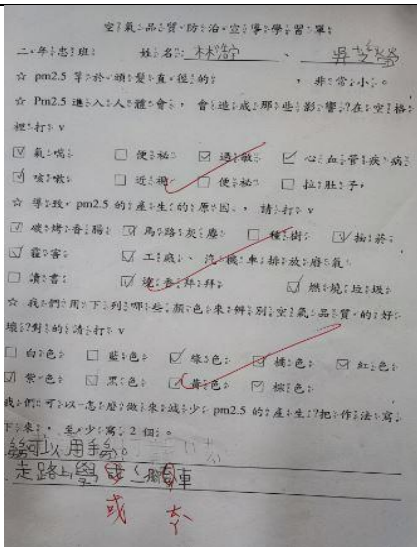 空氣品質防治宣導學習單
二年忠班 姓名: 林 、 吳
☆ pm2.5 等於頭髮直徑的 , 非常小。
☆ Pm2.5 進入人體會, 會造成那些影響?在空格
裡打 v
☑ 氣喘 □ 便祕 ☑ 過敏 ☑ 心血管疾病
☑ 咳嗽 □ 近視 □ 便祕 □ 拉肚子
☆ 導致 pm2.5 的產生的原因, 請打 v
☑ 碳烤香腸 ☑ 馬路灰塵 □ 種樹 ☑ 抽菸
☑ 霾害 ☑ 工廠、汽機車排放廢氣
□ 讀書 ☑ 燒香拜拜 ☑ 燃燒垃圾
☆ 我們用下列哪些顏色來辨別空氣品質的好
壞?對的請打 v
□ 白色 □ 藍色 ☑ 綠色 ☑ 橘色 ☑ 紅色
☑ 紫色 □ 黑色 ☑ 黃色 ☑ 棕色
我們可以怎麼做來減少 pm2.5 的產生?把作法寫
下來, 至少寫 2 個。
可以用手
走路上學 車
或